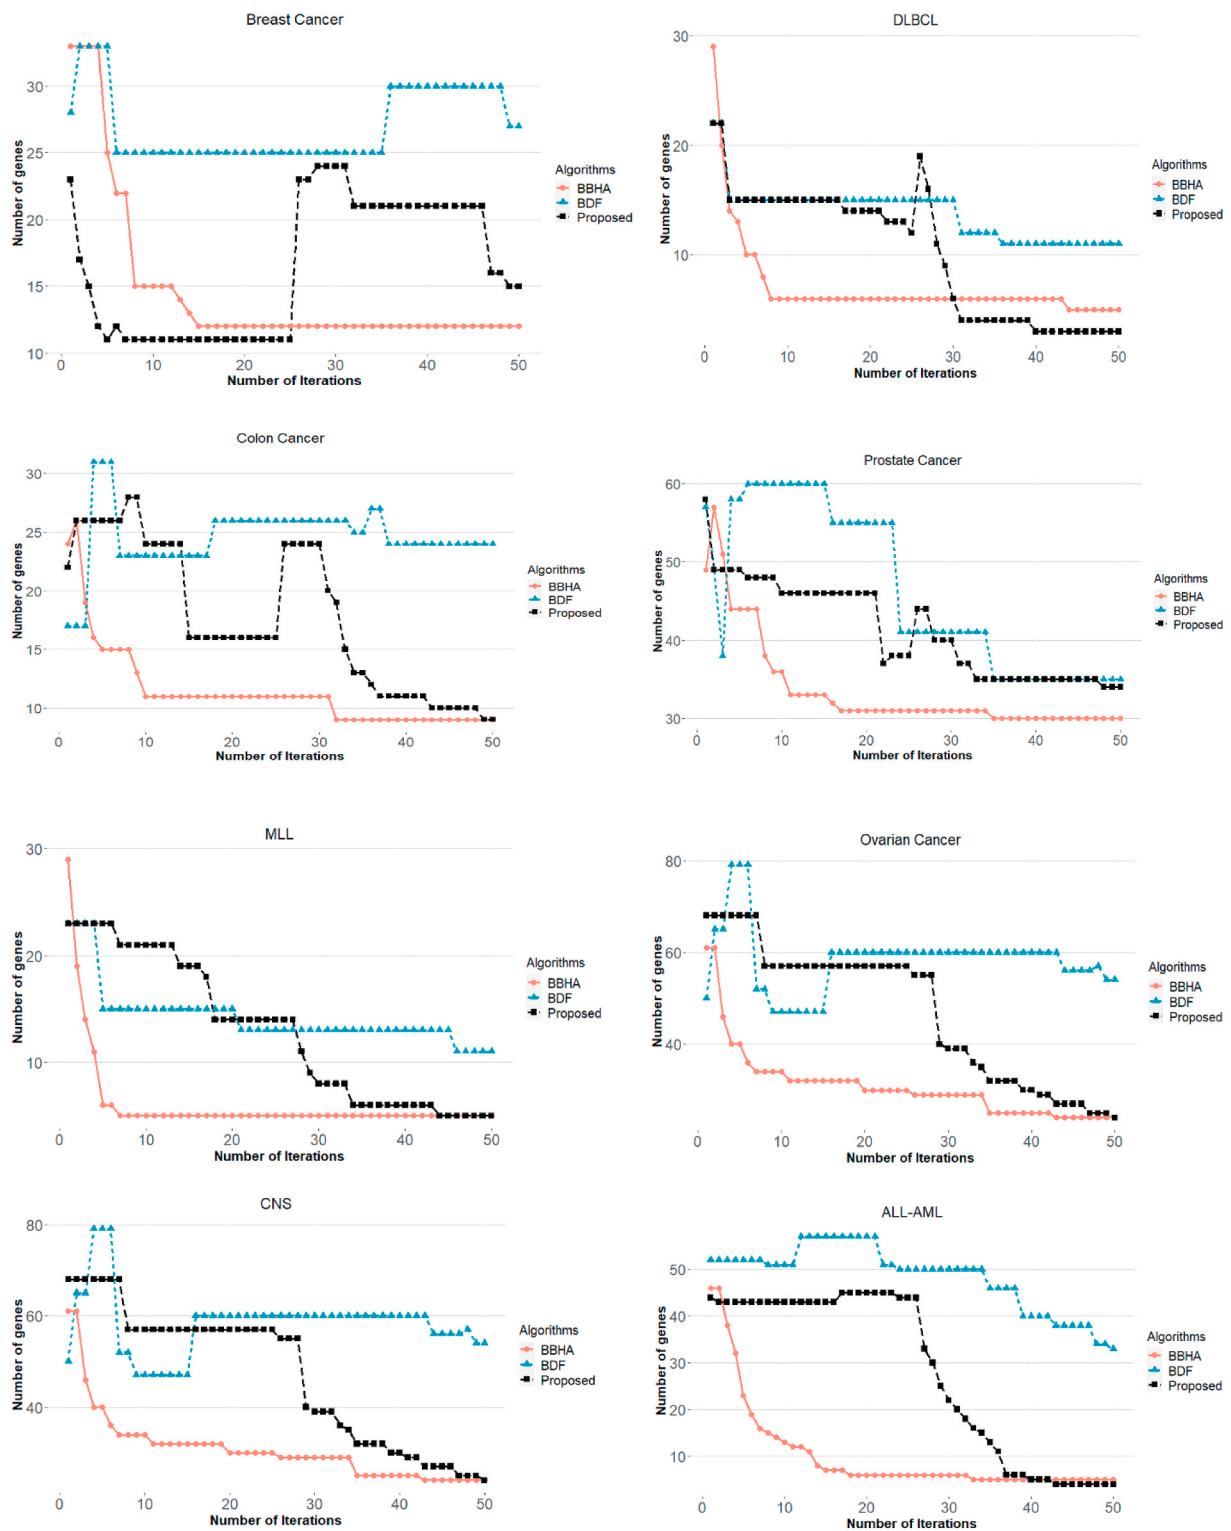 Breast Cancer
Number of genes
30
25
20
15
10
0
10
20
30
40
50
Number of Iterations
Algorithms
BBHA
BDF
Proposed
DLBCL
Number of genes
30
20
10
0
10
20
30
40
50
Number of Iterations
Algorithms
BBHA
BDF
Proposed
Colon Cancer
Number of genes
30
25
20
15
10
0
10
20
30
40
50
Number of Iterations
Algorithms
BBHA
BDF
Proposed
Prostate Cancer
Number of genes
60
50
40
30
0
10
20
30
40
50
Number of Iterations
Algorithms
BBHA
BDF
Proposed
MLL
Number of genes
30
20
10
0
10
20
30
40
50
Number of Iterations
Algorithms
BBHA
BDF
Proposed
Ovarian Cancer
Number of genes
80
60
40
0
10
20
30
40
50
Number of Iterations
Algorithms
BBHA
BDF
Proposed
CNS
Number of genes
80
60
40
0
10
20
30
40
50
Number of Iterations
Algorithms
BBHA
BDF
Proposed
ALL-AML
Number of genes
50
40
30
20
10
0
10
20
30
40
50
Number of Iterations
Algorithms
BBHA
BDF
Proposed